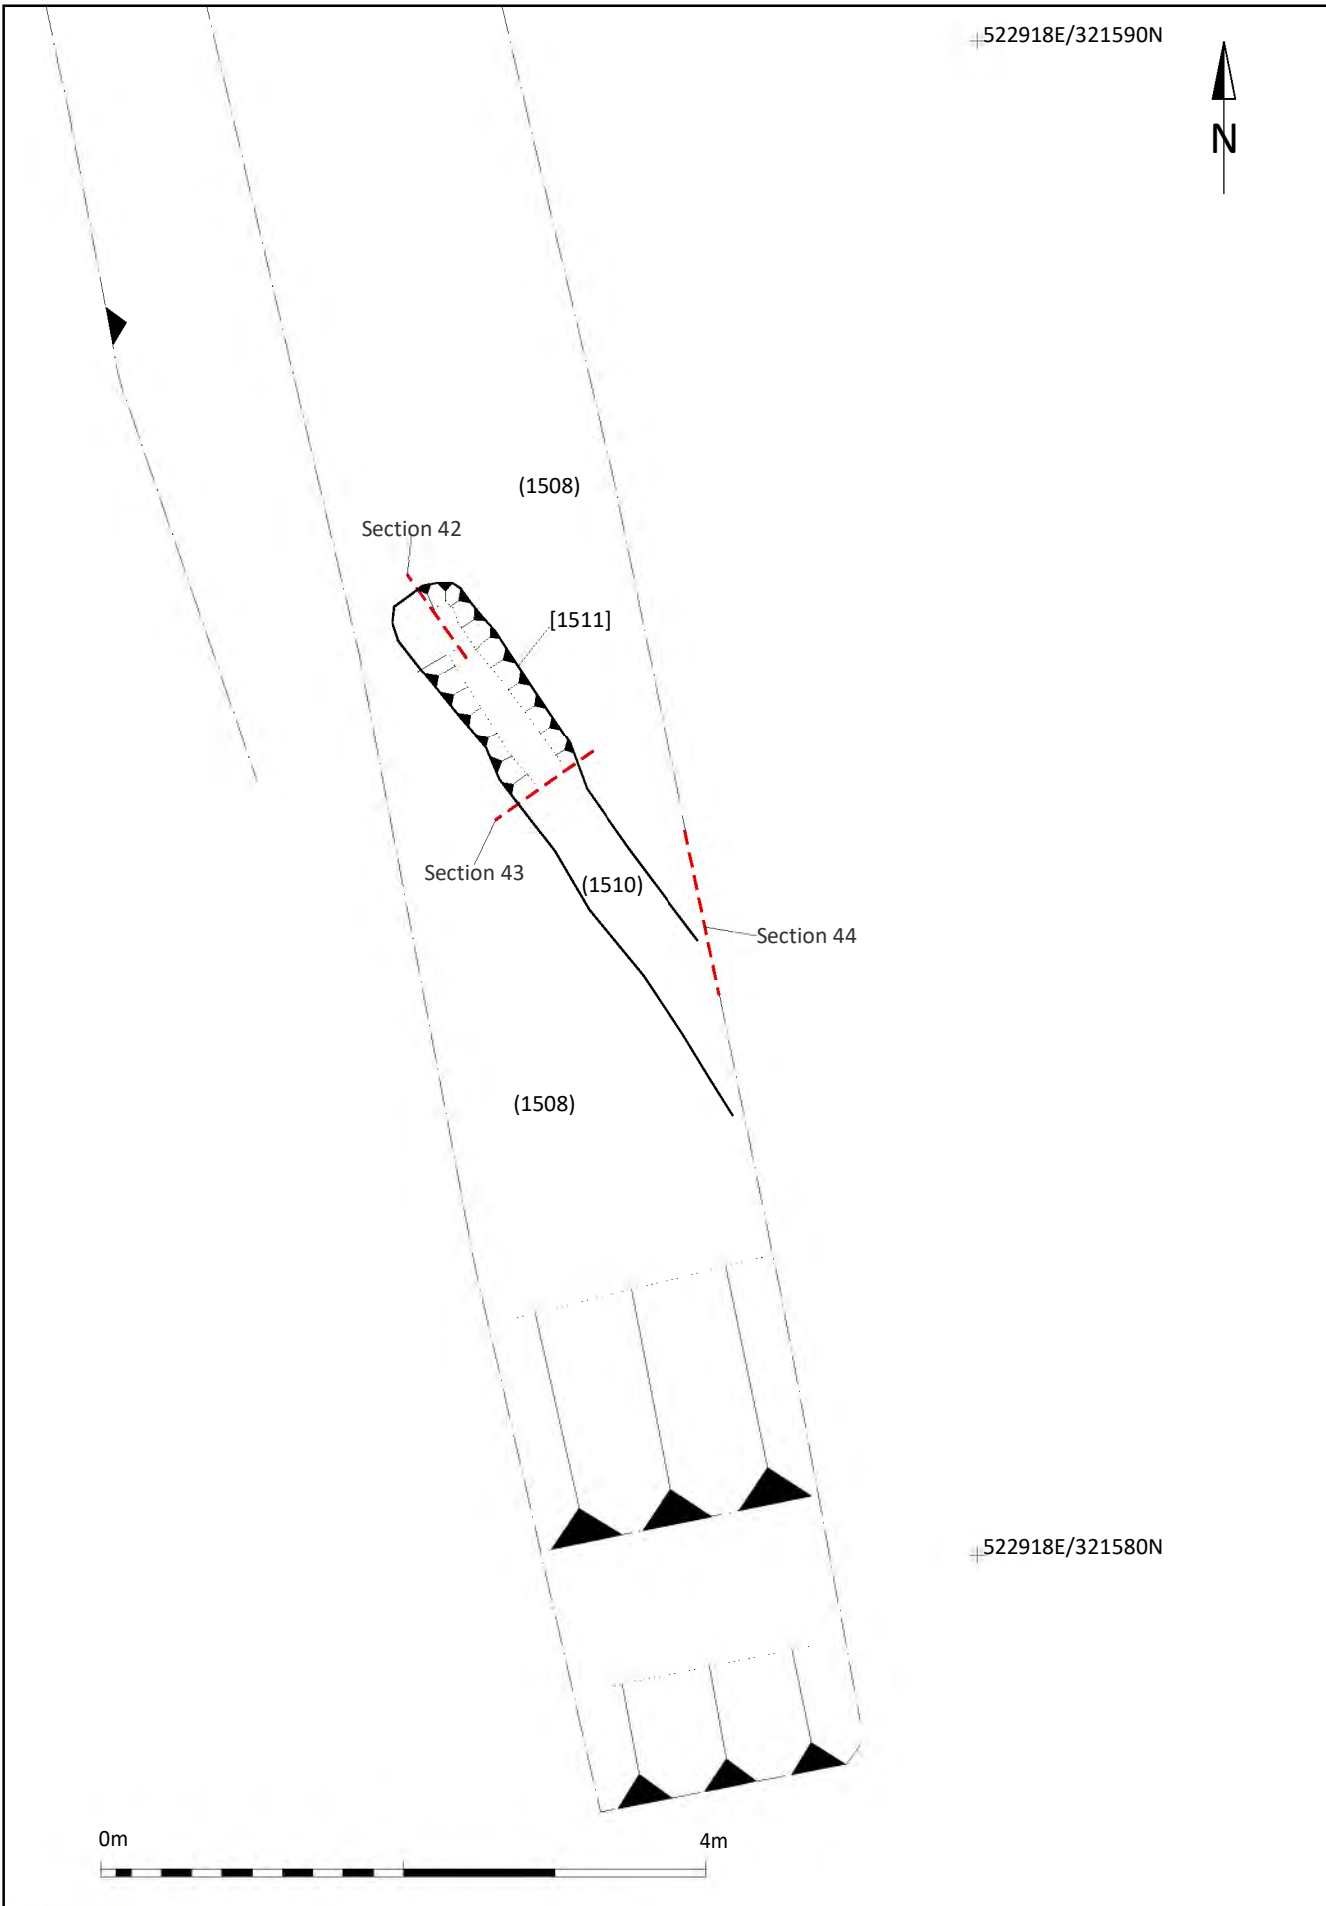 522918E/321590N
N
(1508)
Section 42
[1511]
Section 43
(1510)
Section 44
(1508)
522918E/321580N
0m
4m